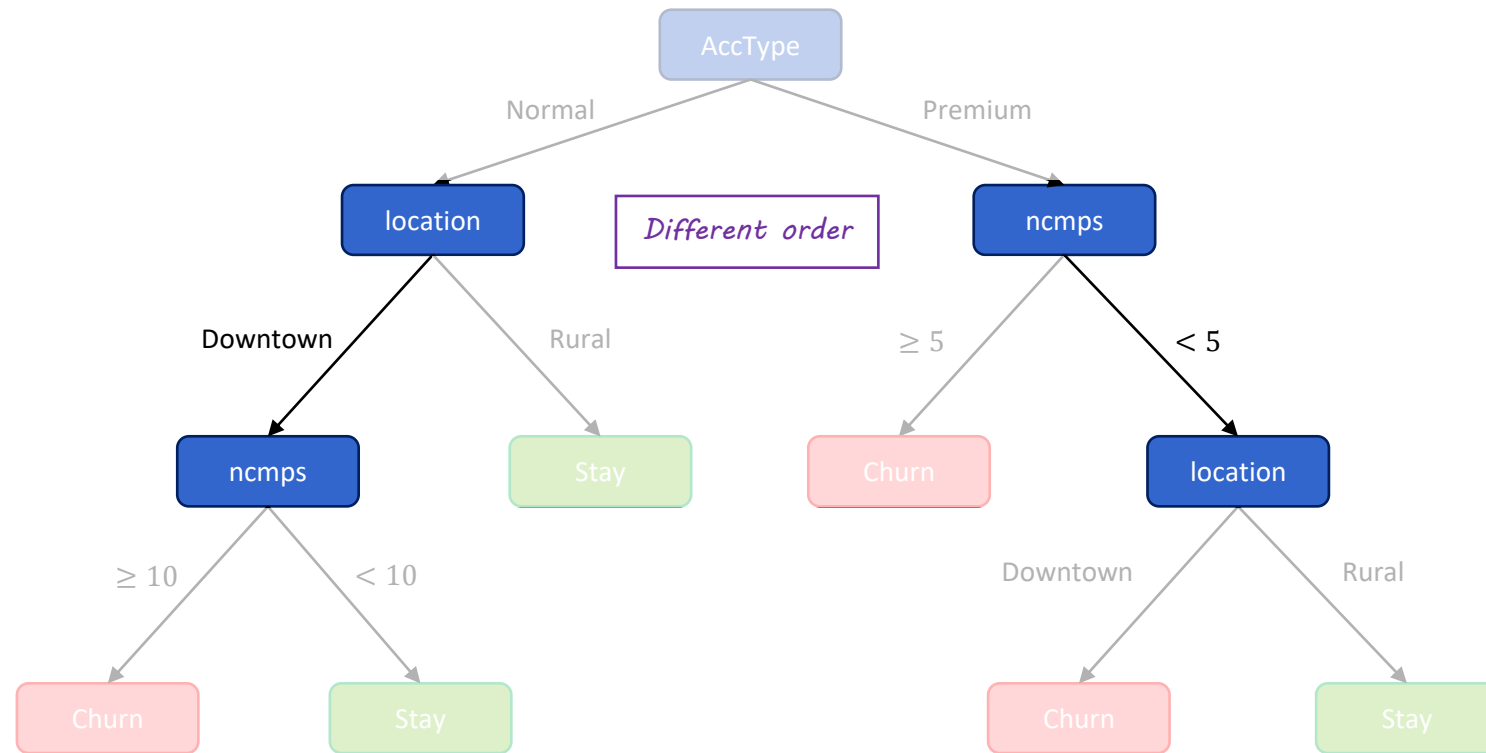 AccType
Normal
Premium
location
Different order
ncmps
Downtown
Rural
≥ 5
< 5
ncmps
Stay
Churn
location
≥ 10
< 10
Downtown
Rural
Churn
Stay
Churn
Stay